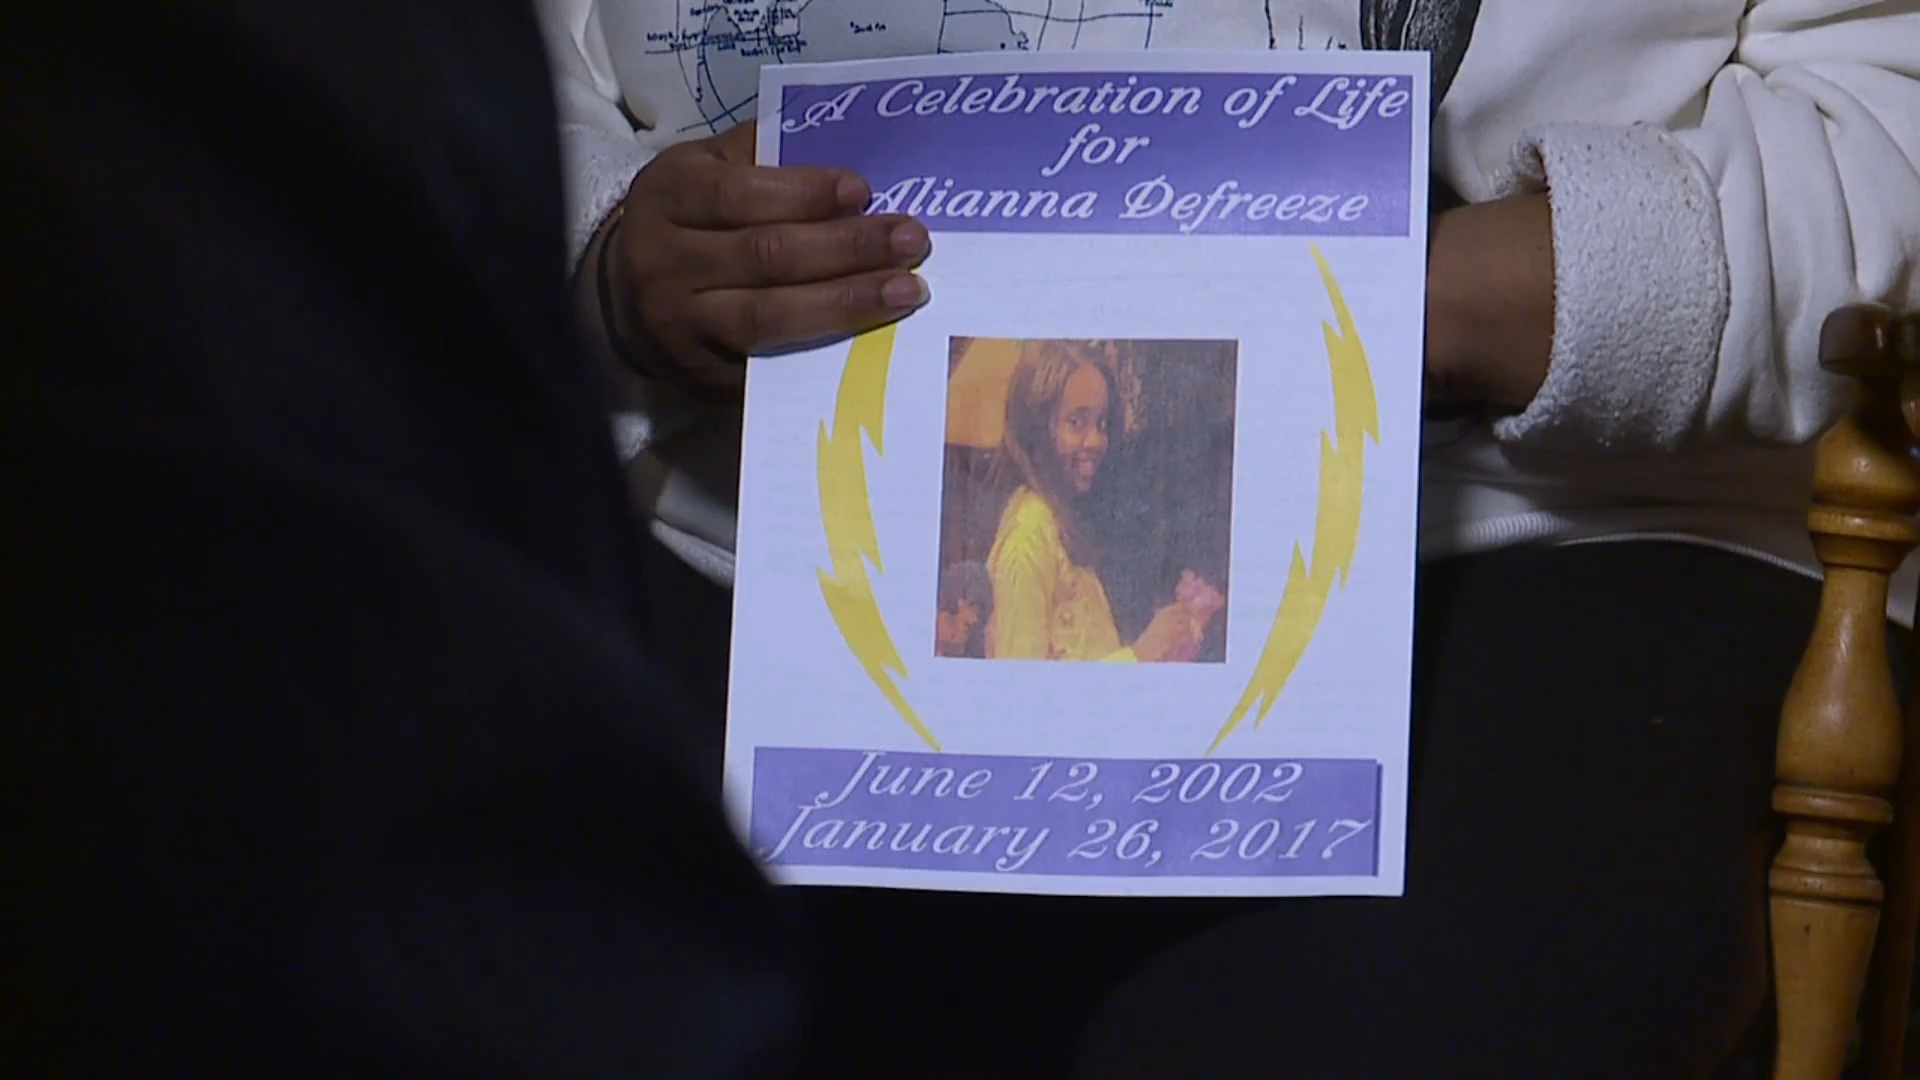 A Celebration of Life
for
Alianna Defreeze
June 12, 2002
January 26, 2017